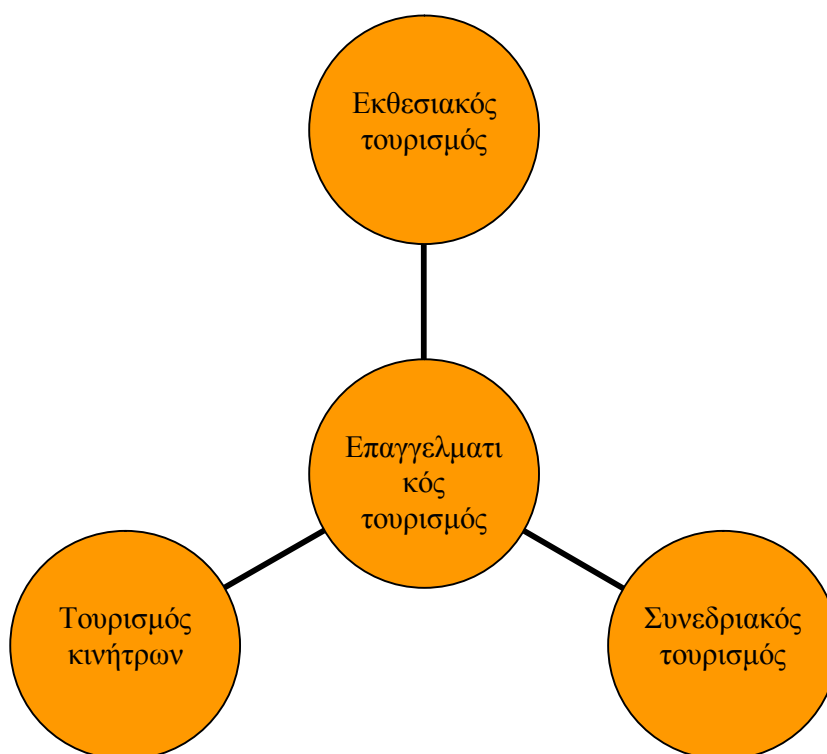 Εκθεσιακός
τουρισμός
Επαγγελματι
κός
τουρισμός
Τουρισμός
κινήτρων
Συνεδριακός
τουρισμός